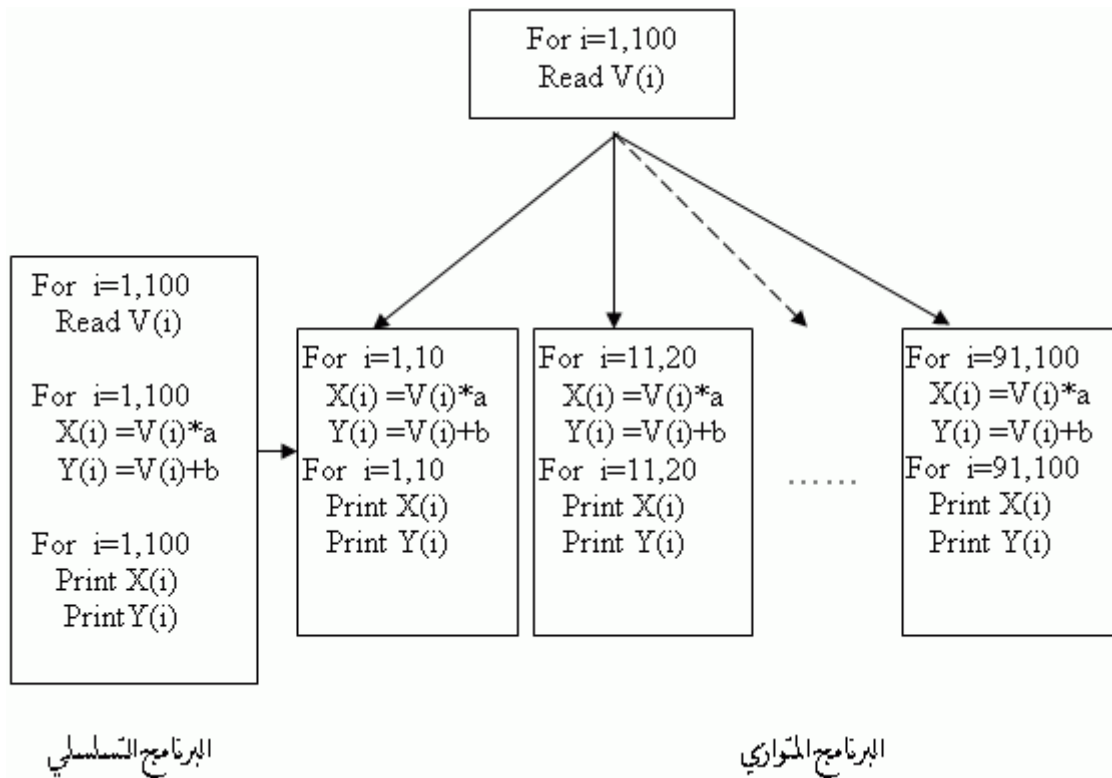 For i=1,100
Read V(i)
For i=1,100
Read V(i)
For i=1,100
X(i) =V(i)*a
Y(i) =V(i)+b
For i=1,100
Print X(i)
PrintY(i)
For i=1,10
X(i) =V(i)*a
Y(i) =V(i)+b
For i=1,10
Print X(i)
Print Y(i)
For i=11,20
X(i) =V(i)*a
Y(i) =V(i)+b
For i=11,20
Print X(i)
Print Y(i)
......
For i=91,100
X(i) =V(i)*a
Y(i) =V(i)+b
For i=91,100
Print X(i)
Print Y(i)
البرنامج التسلسلي
البرنامج المتوازي